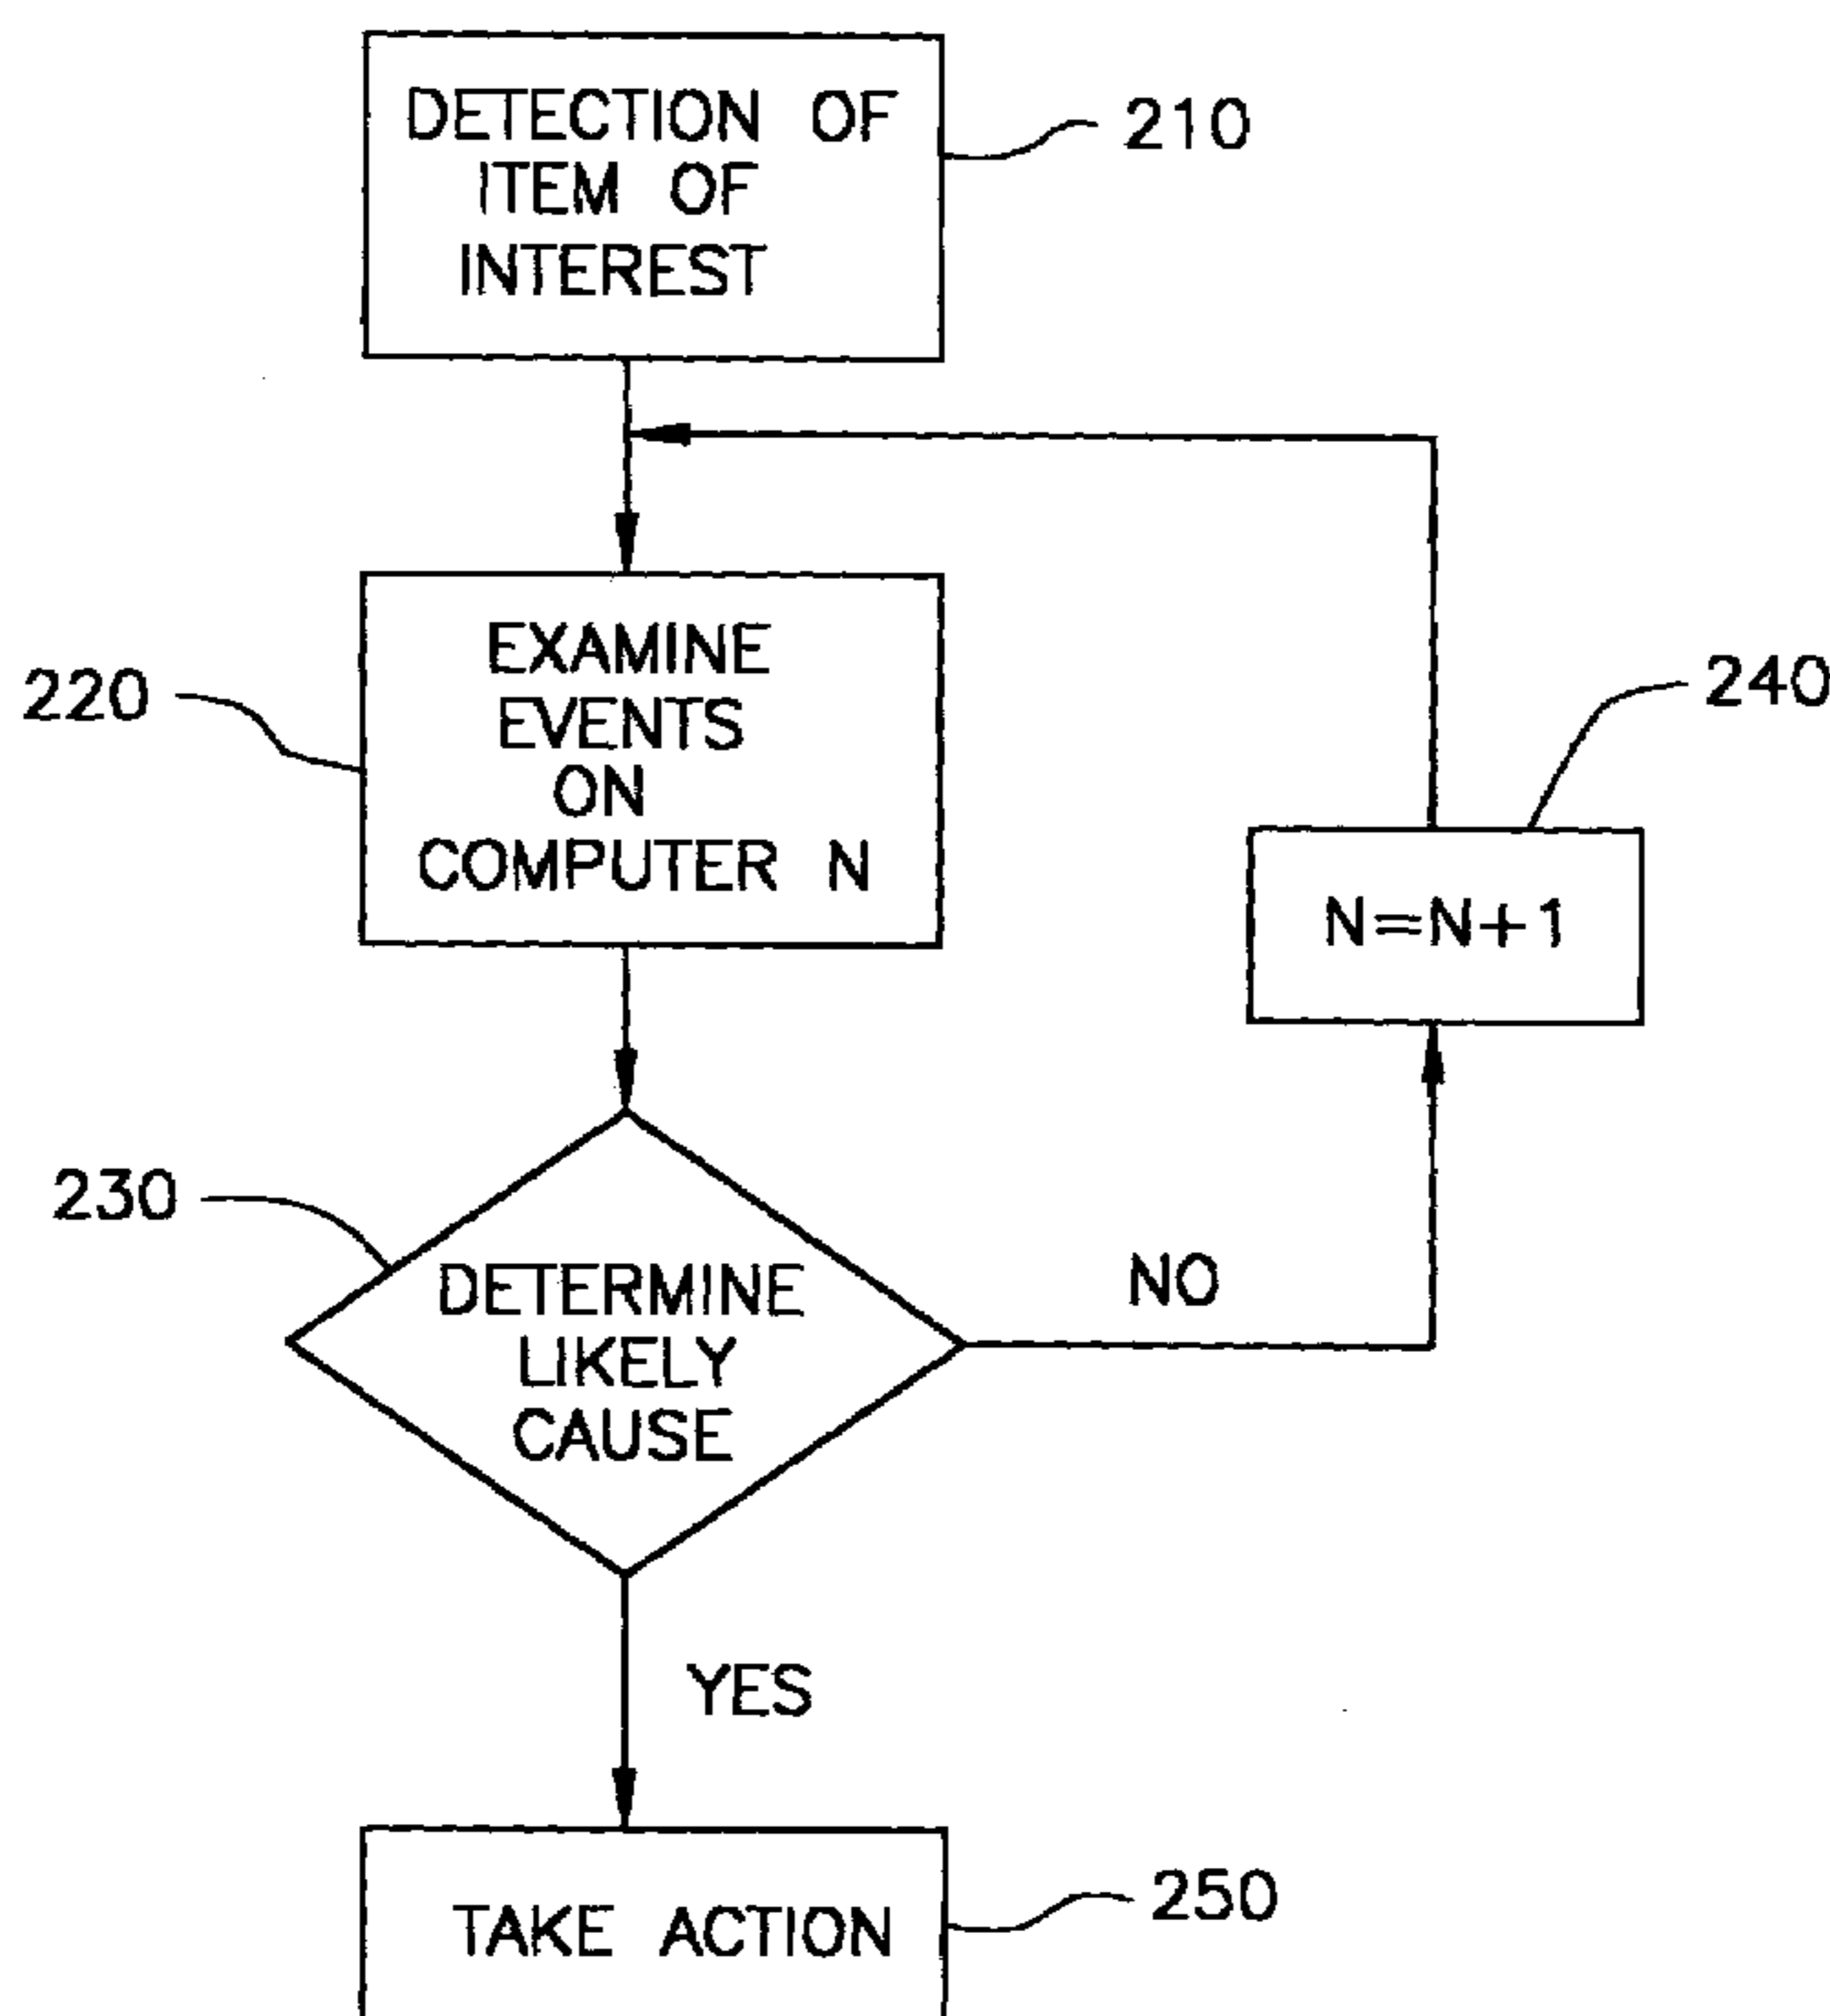 DETECTION OF
ITEM OF
INTEREST
210
EXAMINE
EVENTS
ON
COMPUTER N
220
240
N=N+1
230
DETERMINE
LIKELY
CAUSE
NO
YES
TAKE ACTION
250